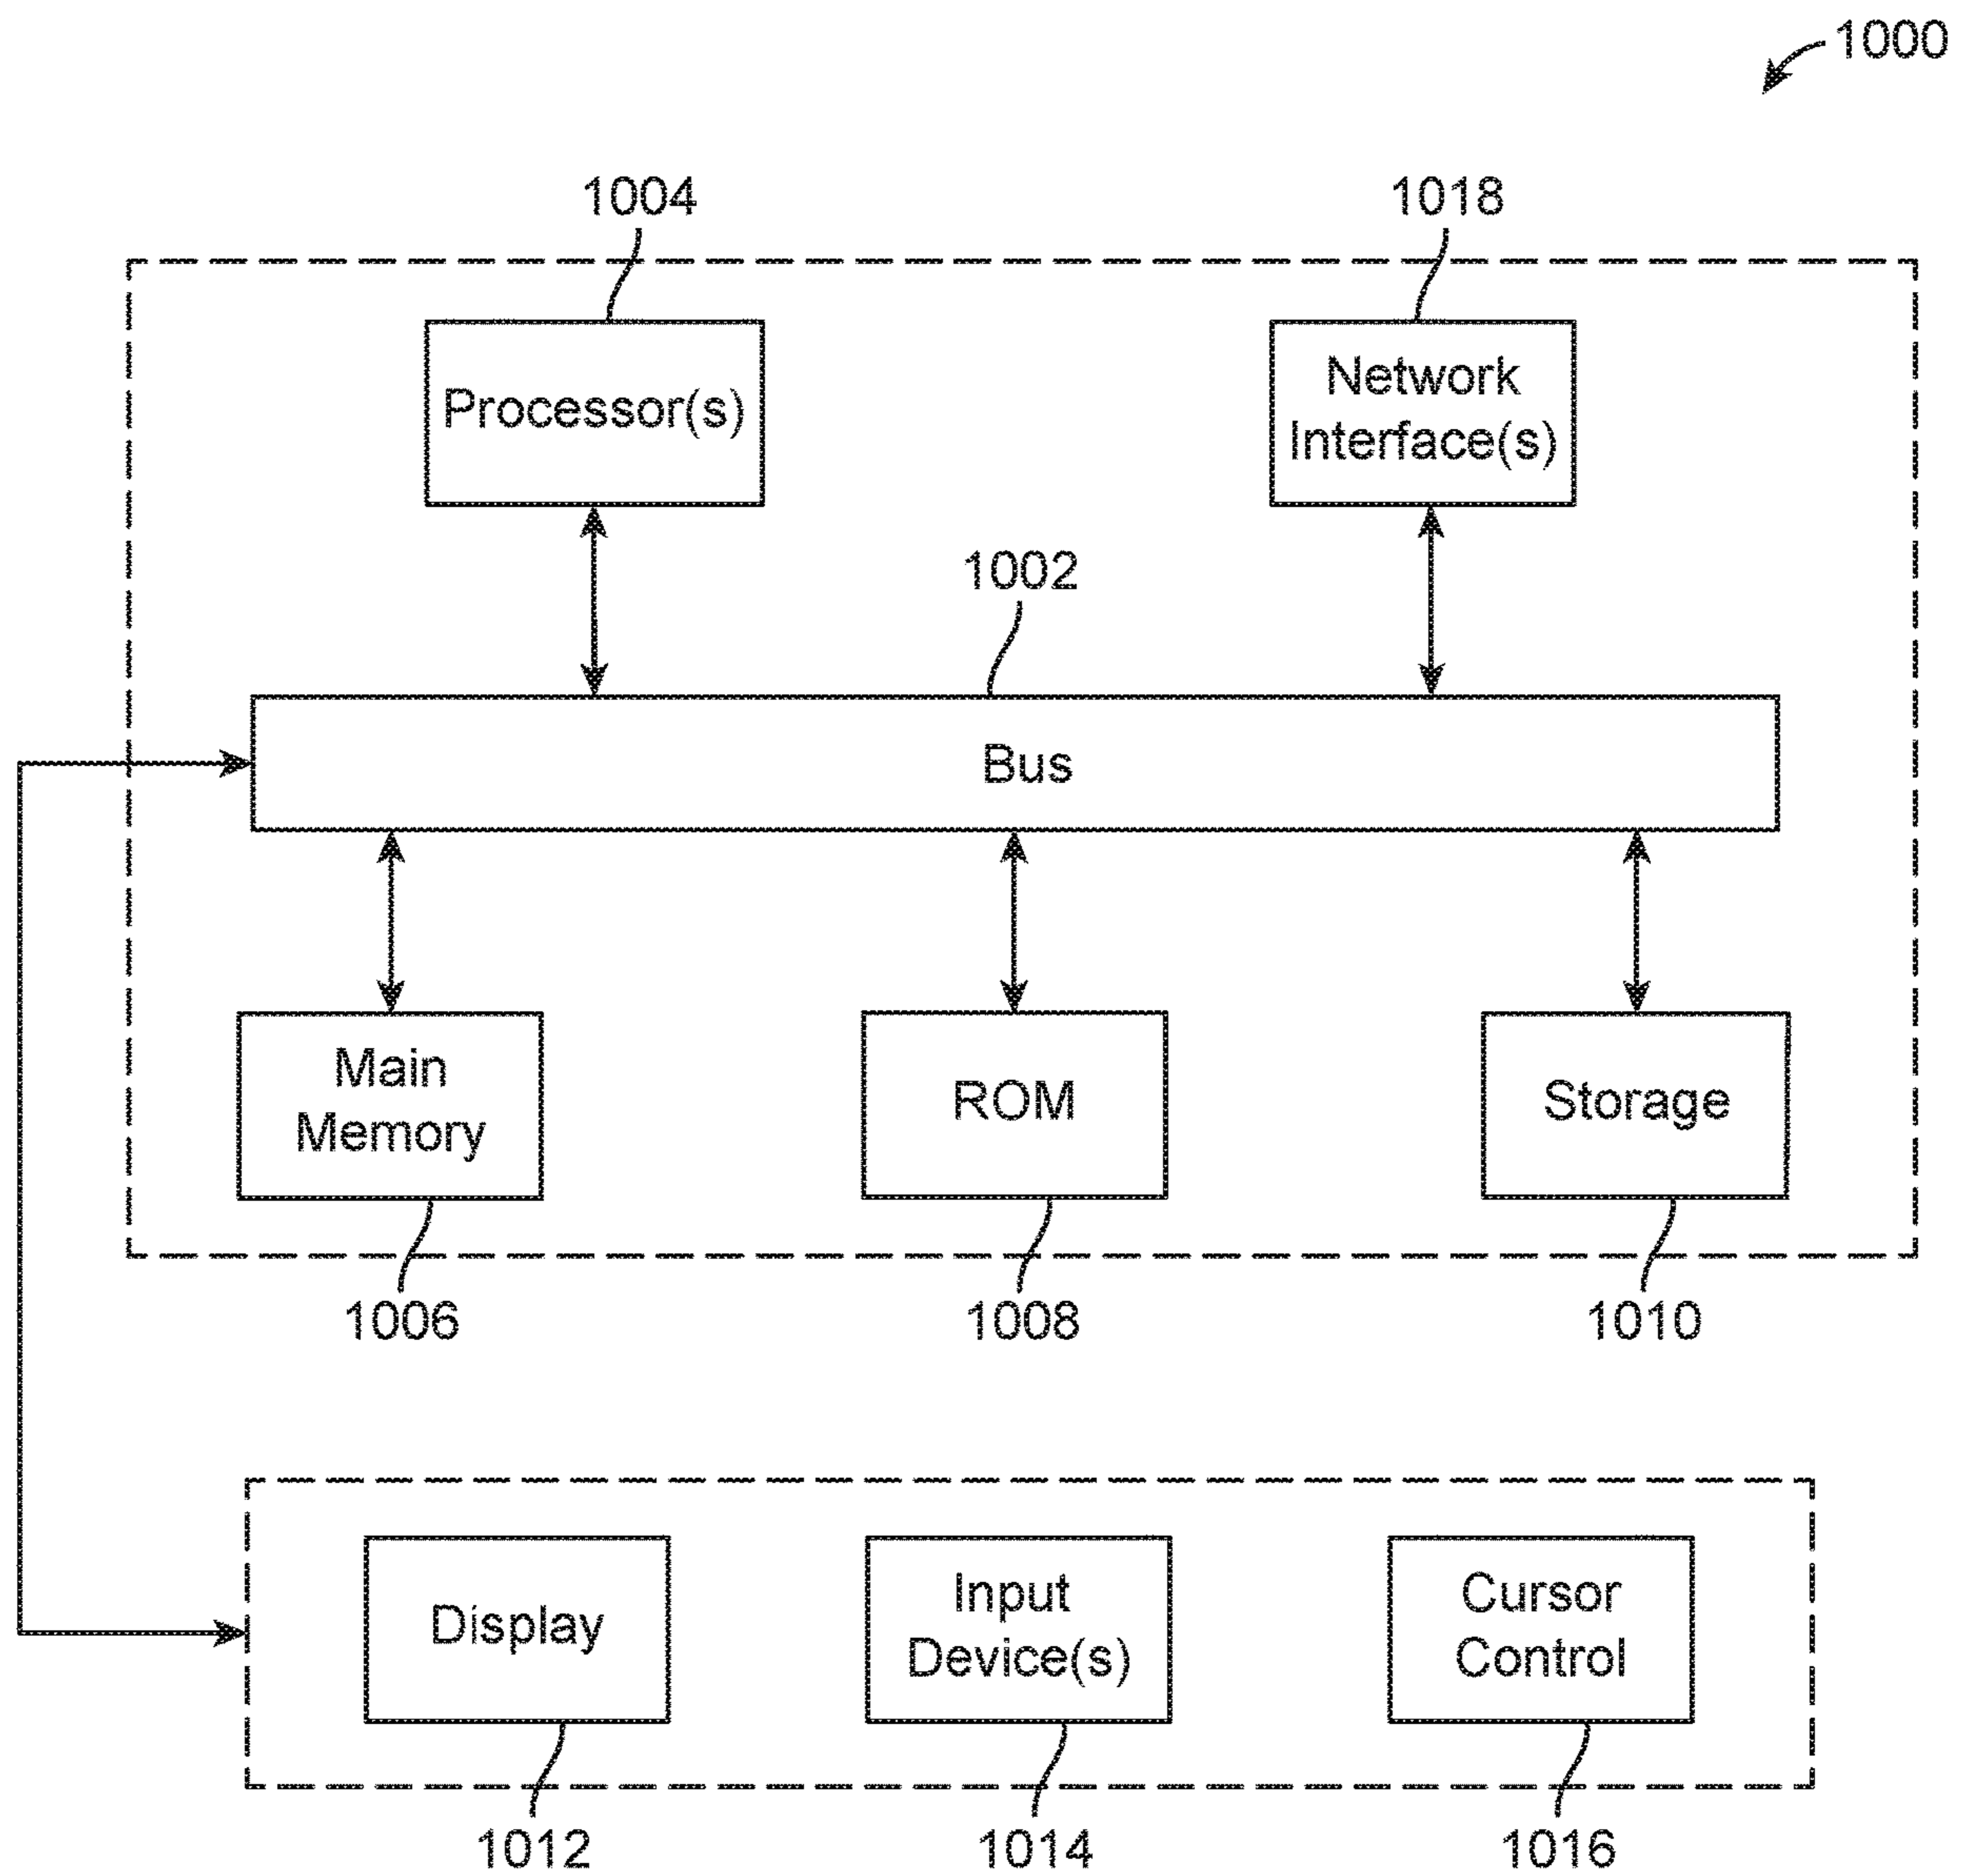 1000
1004
1018
Processor(s)
Network
Interface(s)
1002
Bus
Main
Memory
ROM
Storage
1006
1008
1010
Display
Input
Device(s)
Cursor
Control
1012
1014
1016